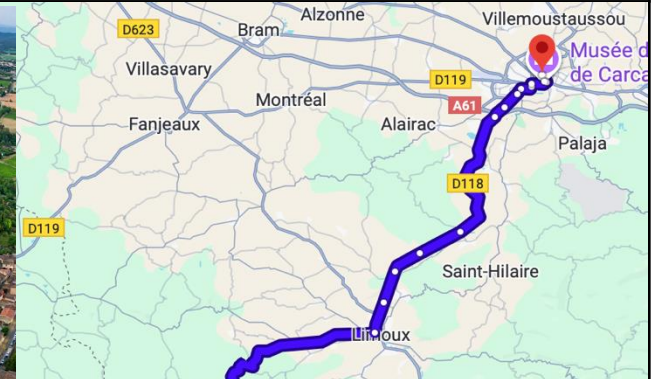 Alzonne
Villemoustaussou
D623
Bram
Musée d
de Carca
Villasavary
D119
Montréal
A61
Fanjeaux
Alairac
Palaja
D118
D119
Saint-Hilaire
Limoux